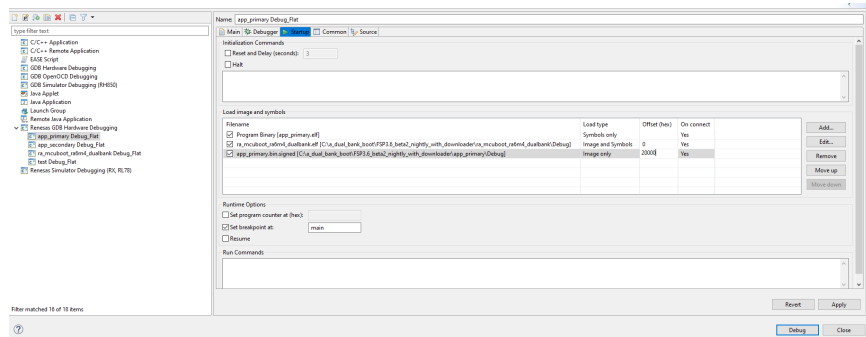 type filter text
C/C++ Application
C/C++ Remote Application
EASE Script
GDB Hardware Debugging
GDB OpenOCD Debugging
GDB Simulator Debugging (RH850)
Java Applet
Java Application
Launch Group
Remote Java Application
Renesas GDB Hardware Debugging
app_primary Debug_Flat
app_secondary Debug_Flat
ra_mcuboot_ra6m4_dualbank Debug_Flat
test Debug_Flat
Renesas Simulator Debugging (RX, RL78)
Filter matched 16 of 18 items
Name: app_primary Debug_Flat
Main Debugger Startup Common Source
Initialization Commands
Reset and Delay (seconds): 3
Halt
Load image and symbols
Filename Load type Offset (hex) On connect
Program Binary [app_primary.elf] Symbols only Yes
ra_mcuboot_ra6m4_dualbank.elf [C:\a_dual_bank_boot\FSP3.6_beta2_nightly_with_downloader\ra_mcuboot_ra6m4_dualbank\Debug] Image and Symbols 0 Yes
app_primary.bin.signed [C:\a_dual_bank_boot\FSP3.6_beta2_nightly_with_downloader\app_primary\Debug] Image only 20000 Yes
Add...
Edit...
Remove
Move up
Move down
Runtime Options
Set program counter at (hex):
Set breakpoint at: main
Resume
Run Commands
Revert Apply
Debug Close